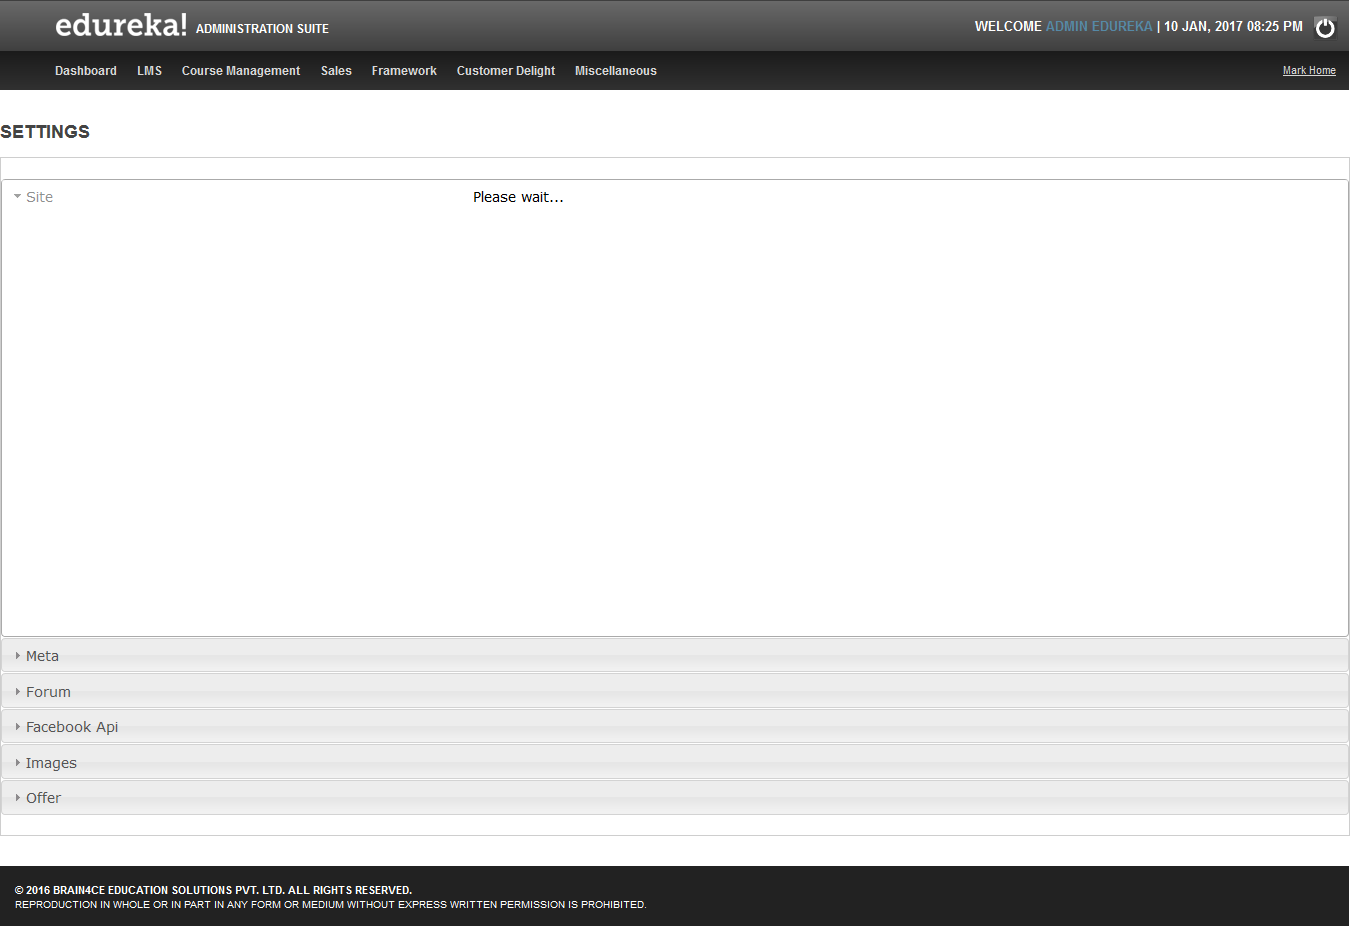 edureka! ADMINISTRATION SUITE
WELCOME ADMIN EDUREKA | 10 JAN, 2017 08:25 PM
Dashboard LMS Course Management Sales Framework Customer Delight Miscellaneous Mark Home
SETTINGS
Site Please wait...
Meta
Forum
Facebook Api
Images
Offer
© 2016 BRAIN4CE EDUCATION SOLUTIONS PVT. LTD. ALL RIGHTS RESERVED.
REPRODUCTION IN WHOLE OR IN PART IN ANY FORM OR MEDIUM WITHOUT EXPRESS WRITTEN PERMISSION IS PROHIBITED.